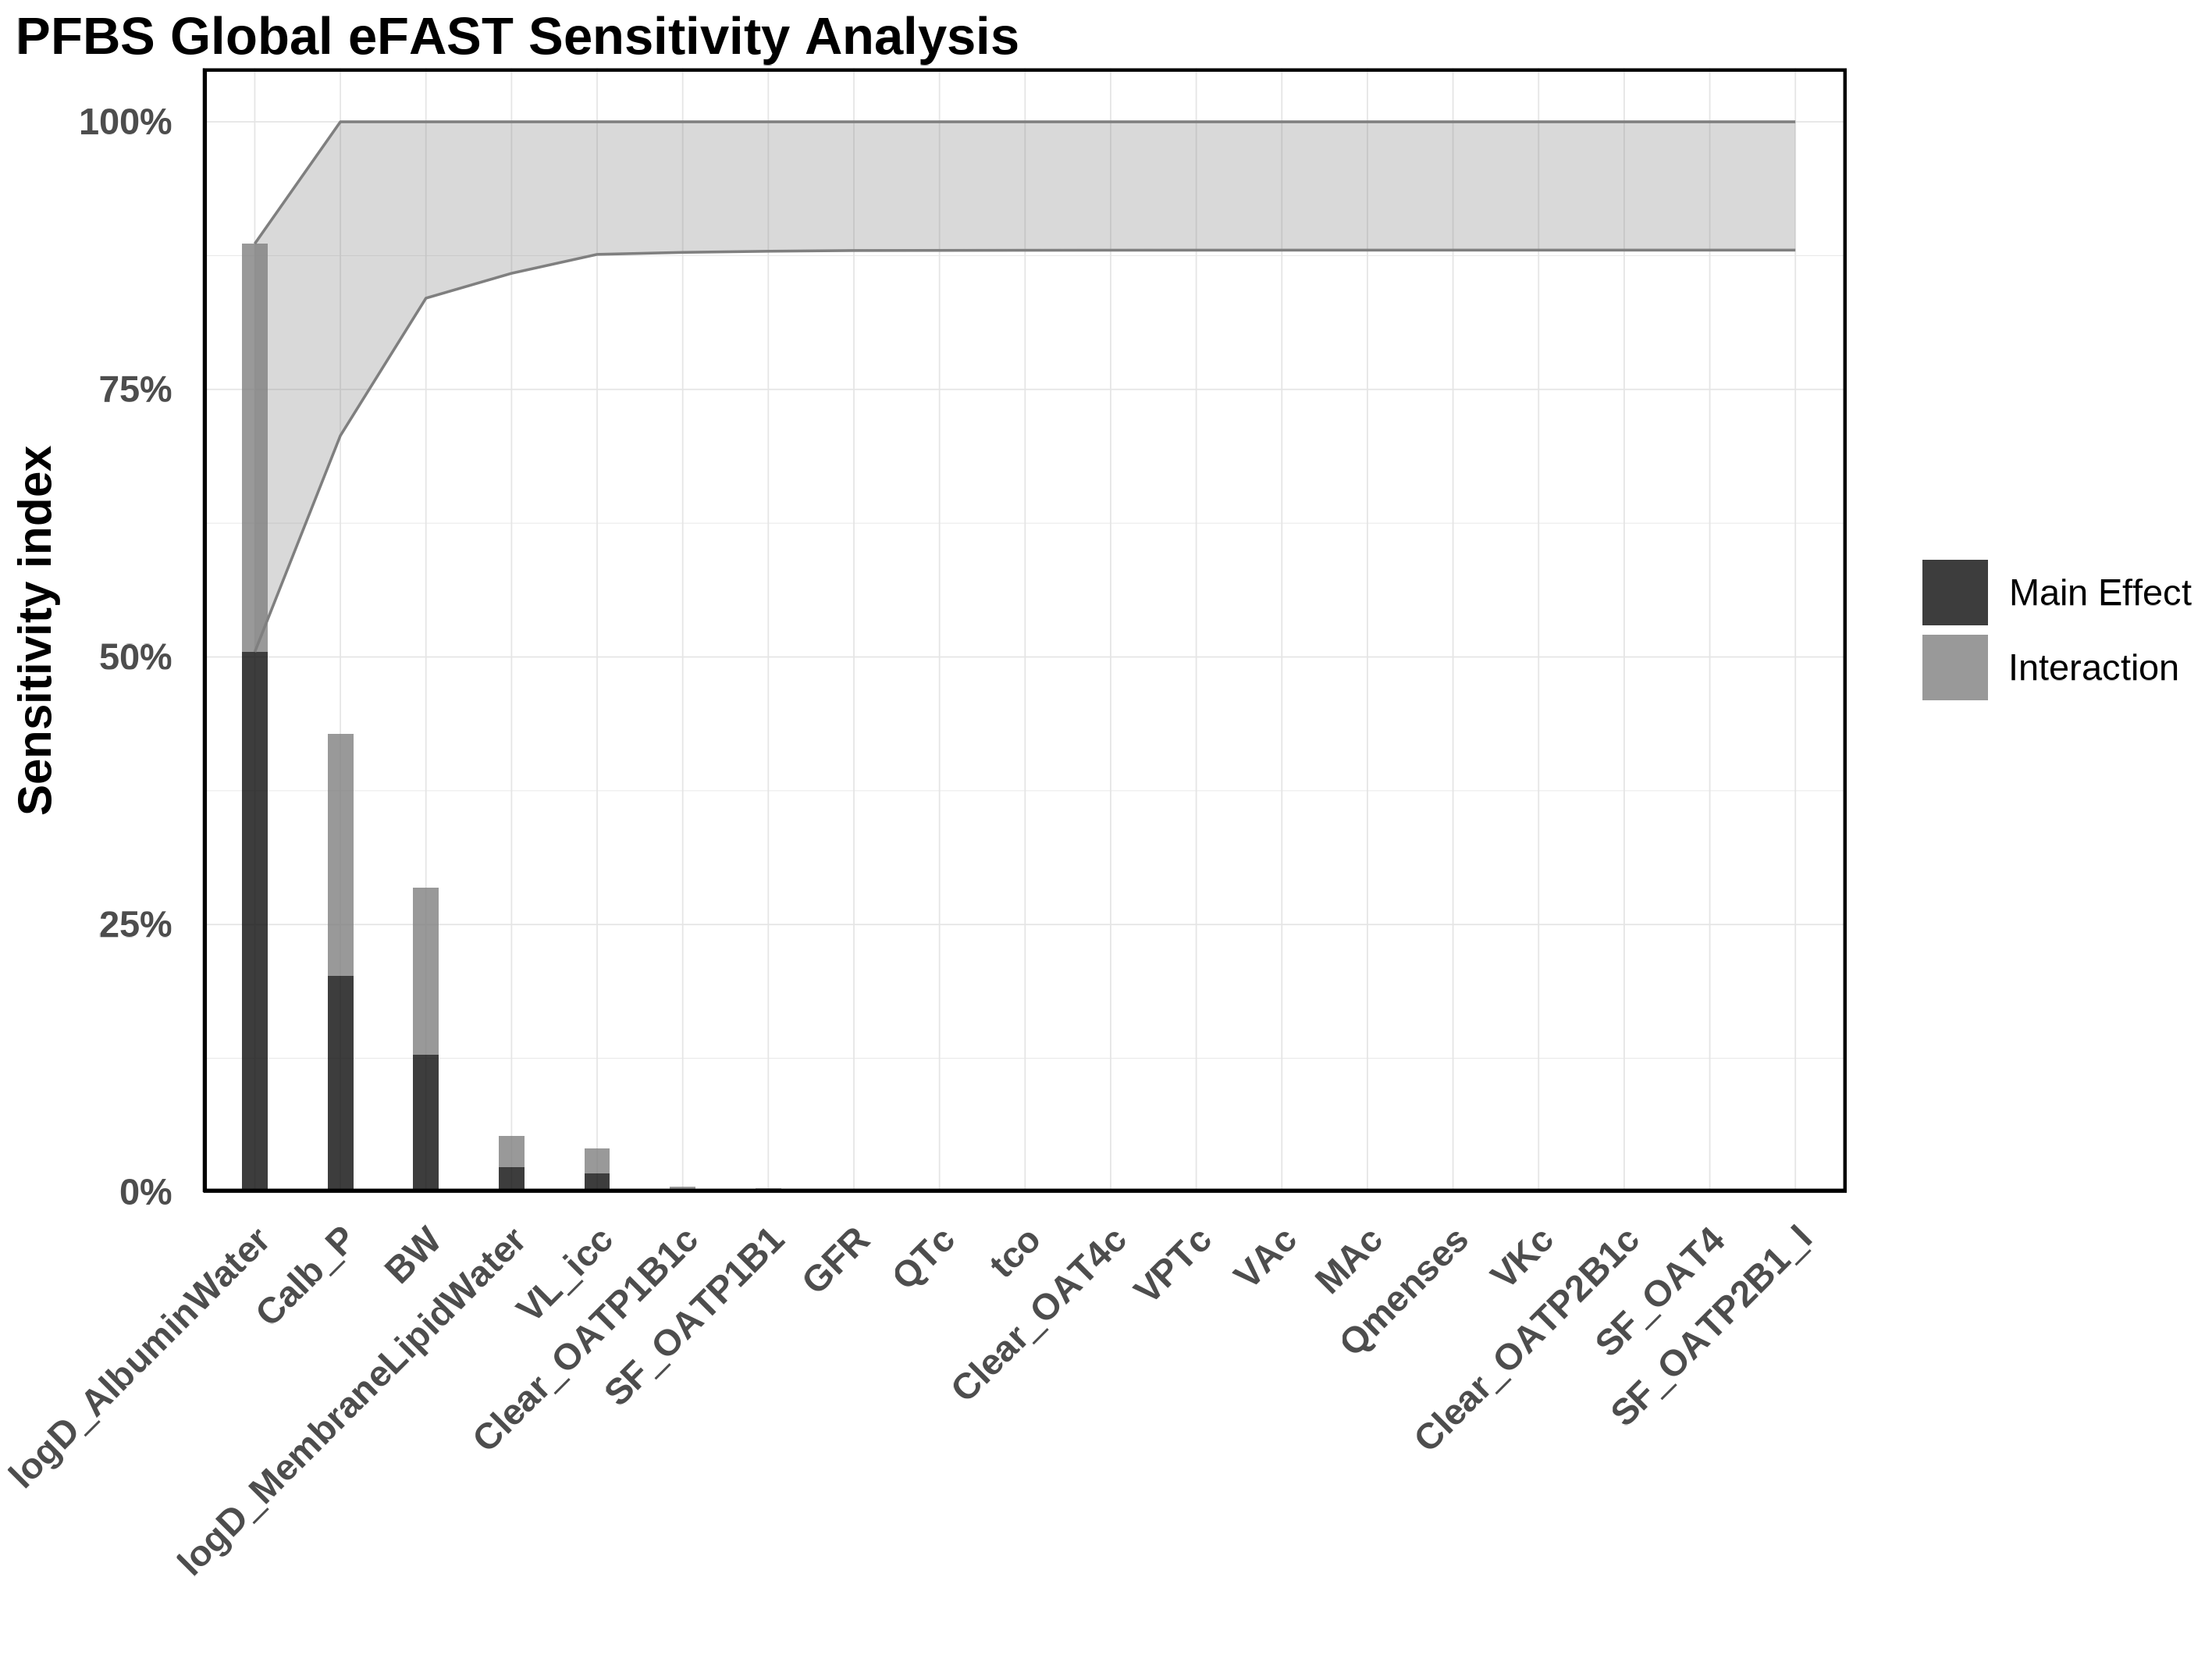 PFBS Global eFAST Sensitivity Analysis
Sensitivity index
100%
75%
50%
25%
0%
logD_AlbuminWater
Calb_P
BW
logD_MembraneLipidWater
VL_icc
Clear_OATP1B1c
SF_OATP1B1
GFR
QTc
tco
Clear_OAT4c
VPTc
VAc
MAc
Qmenses
VKc
Clear_OATP2B1c
SF_OAT4
SF_OATP2B1_l
Main Effect
Interaction